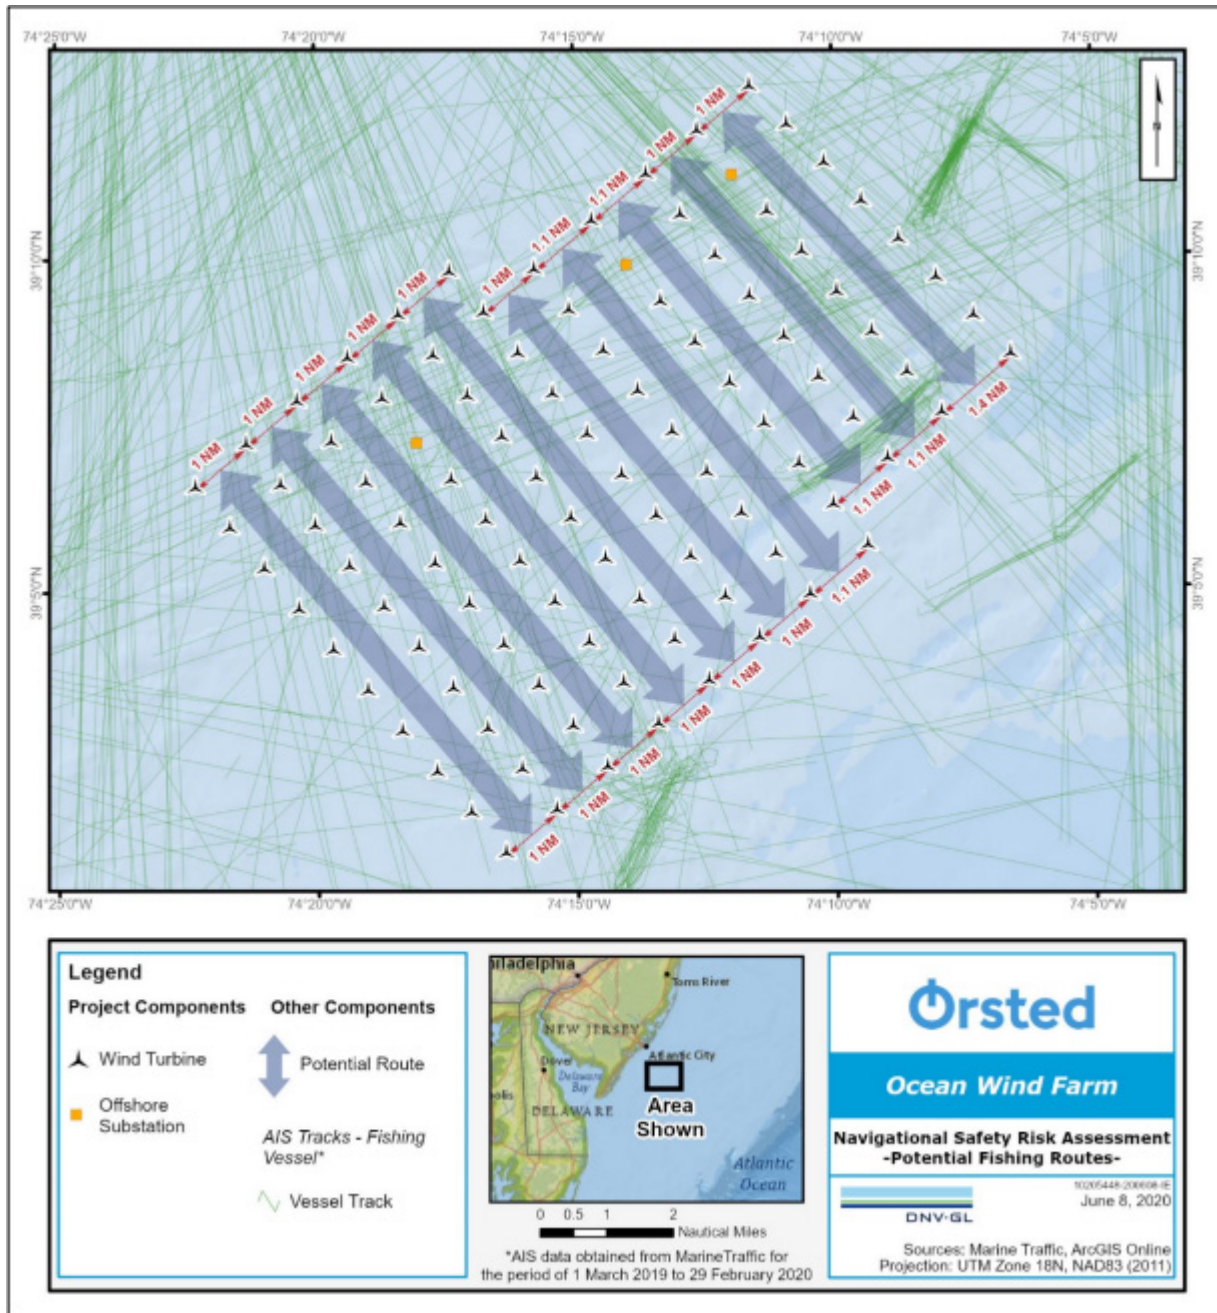 74°25'0"W 74°20'0"W 74°15'0"W 74°10'0"W 74°5'0"W
39°10'0"N
39°5'0"N
39°10'0"N
39°5'0"N
1 NM
1 NM
1 NM
1 NM
1 NM
1 NM
1.1 NM
1.1 NM
1 NM
1 NM
1 NM
1 NM
1 NM
1 NM
1 NM
1 NM
1 NM
1 NM
1.1 NM
1.1 NM
1.1 NM
1.4 NM
74°25'0"W 74°20'0"W 74°15'0"W 74°10'0"W 74°5'0"W
Legend
Project Components
Wind Turbine
Offshore
Substation
Other Components
Potential Route
AIS Tracks - Fishing
Vessel*
Vessel Track
hiladelphia
Toms River
NEW JERSEY
Atlantic City
Dover
Delaware
Bay
polis
DELAWARE
Area
Shown
Atlantic
Ocean
0 0.5 1 2
Nautical Miles
*AIS data obtained from MarineTraffic for
the period of 1 March 2019 to 29 February 2020
Ørsted
Ocean Wind Farm
Navigational Safety Risk Assessment
-Potential Fishing Routes-
DNV·GL
10205448-200608-IE
June 8, 2020
Sources: Marine Traffic, ArcGIS Online
Projection: UTM Zone 18N, NAD83 (2011)